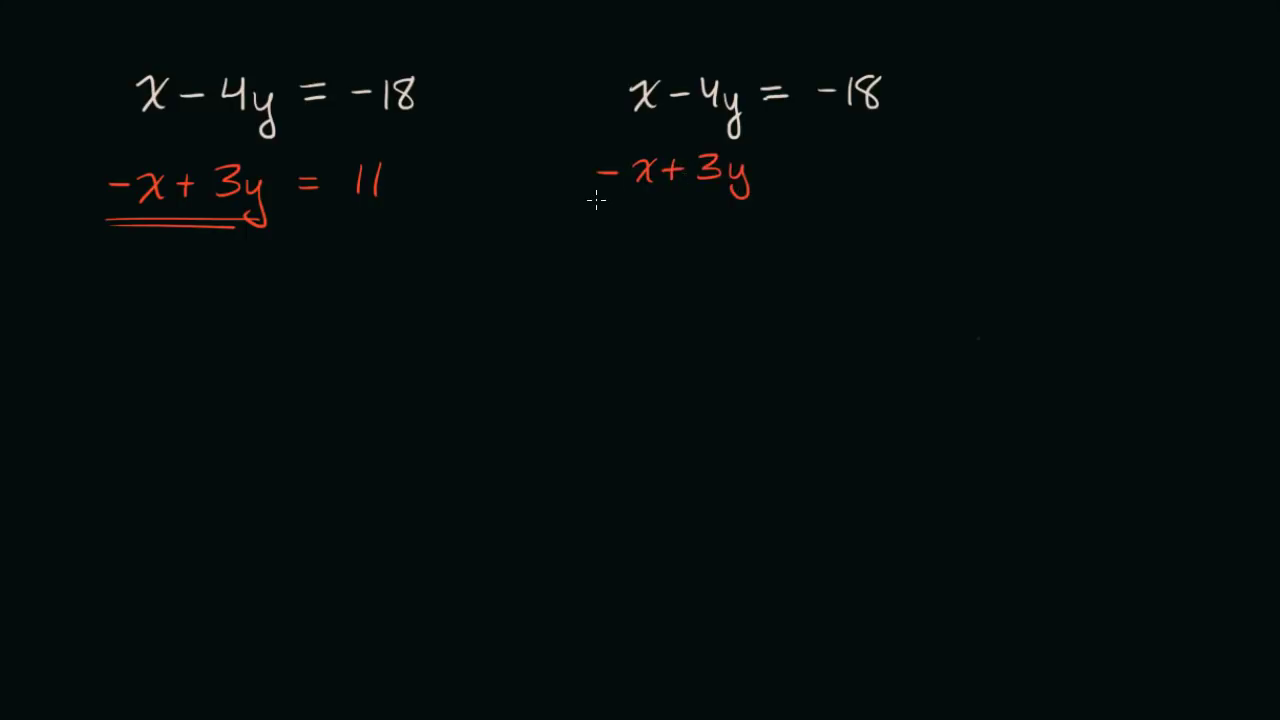 x - 4y = -18
-x + 3y = 11
x - 4y = -18
-x + 3y